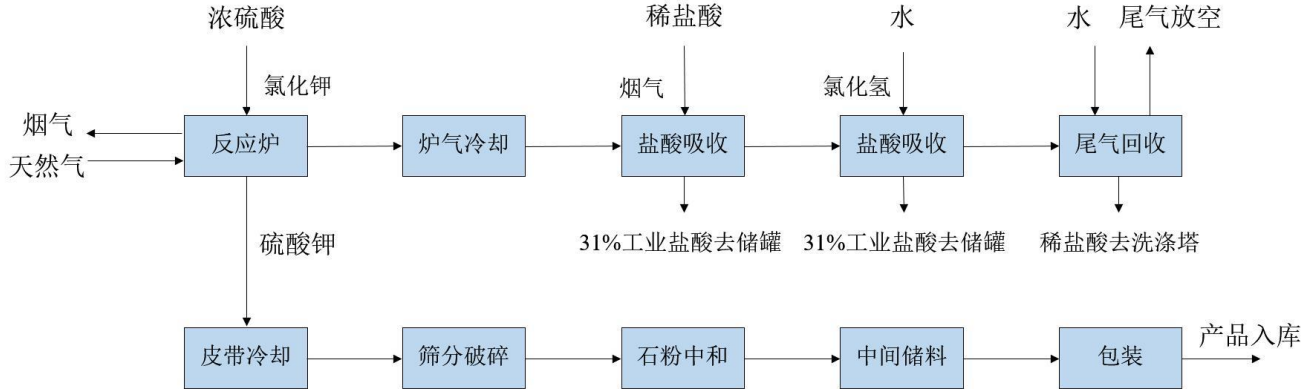 浓硫酸
稀盐酸
水
水
尾气放空
氯化钾
烟气
氯化氢
烟气
天然气
反应炉
炉气冷却
盐酸吸收
盐酸吸收
尾气回收
硫酸钾
31%工业盐酸去储罐
31%工业盐酸去储罐
稀盐酸去洗涤塔
皮带冷却
筛分破碎
石粉中和
中间储料
包装
产品入库